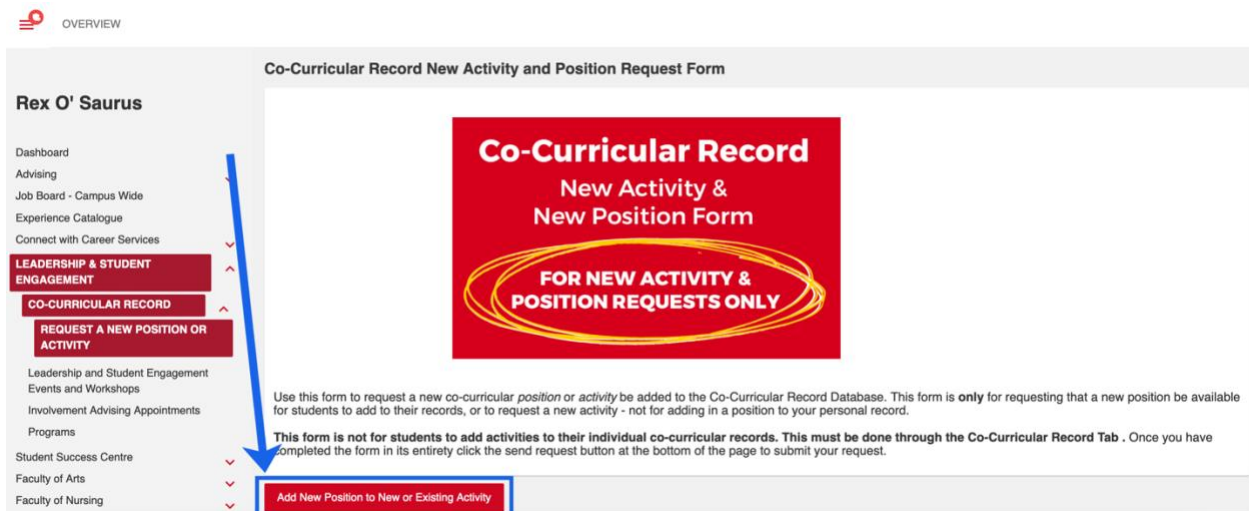 OVERVIEW
Co-Curricular Record New Activity and Position Request Form
Rex O' Saurus
Dashboard
Advising
Job Board - Campus Wide
Experience Catalogue
Connect with Career Services
LEADERSHIP & STUDENT
ENGAGEMENT
CO-CURRICULAR RECORD
REQUEST A NEW POSITION OR
ACTIVITY
Leadership and Student Engagement
Events and Workshops
Involvement Advising Appointments
Programs
Student Success Centre
Faculty of Arts
Faculty of Nursing
Co-Curricular Record
New Activity &
New Position Form
FOR NEW ACTIVITY &
POSITION REQUESTS ONLY
Use this form to request a new co-curricular position or activity be added to the Co-Curricular Record Database. This form is only for requesting that a new position be available
for students to add to their records, or to request a new activity - not for adding in a position to your personal record.
This form is not for students to add activities to their individual co-curricular records. This must be done through the Co-Curricular Record Tab . Once you have
completed the form in its entirety click the send request button at the bottom of the page to submit your request.
Add New Position to New or Existing Activity